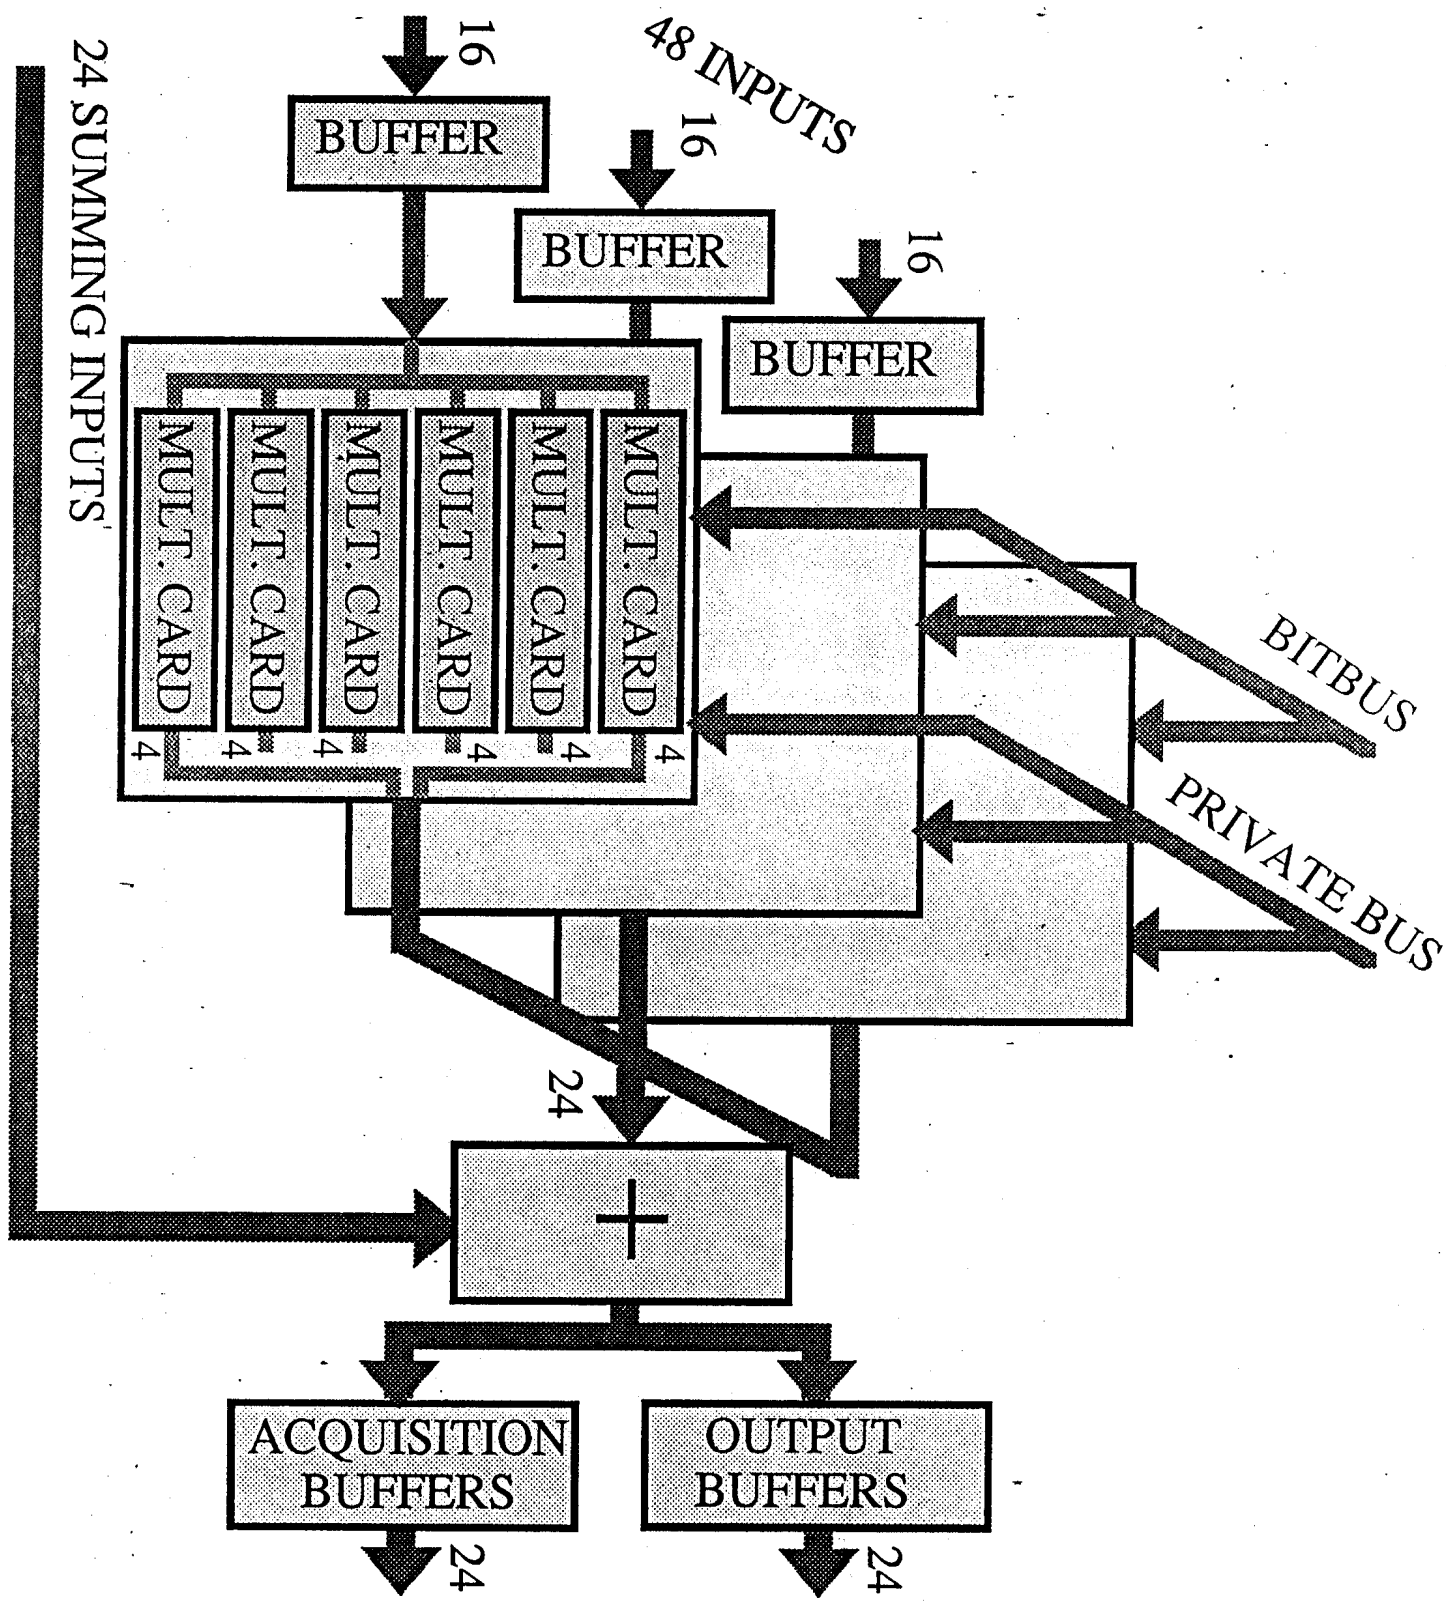 16
48 INPUTS
16
16
BUFFER
BUFFER
BUFFER
24 SUMMING INPUTS
MULT. CARD
MULT. CARD
MULT. CARD
MULT. CARD
MULT. CARD
MULT. CARD
4
4
4
4
4
4
BITBUS
PRIVATE BUS
24
+
ACQUISITION
BUFFERS
OUTPUT
BUFFERS
24
24